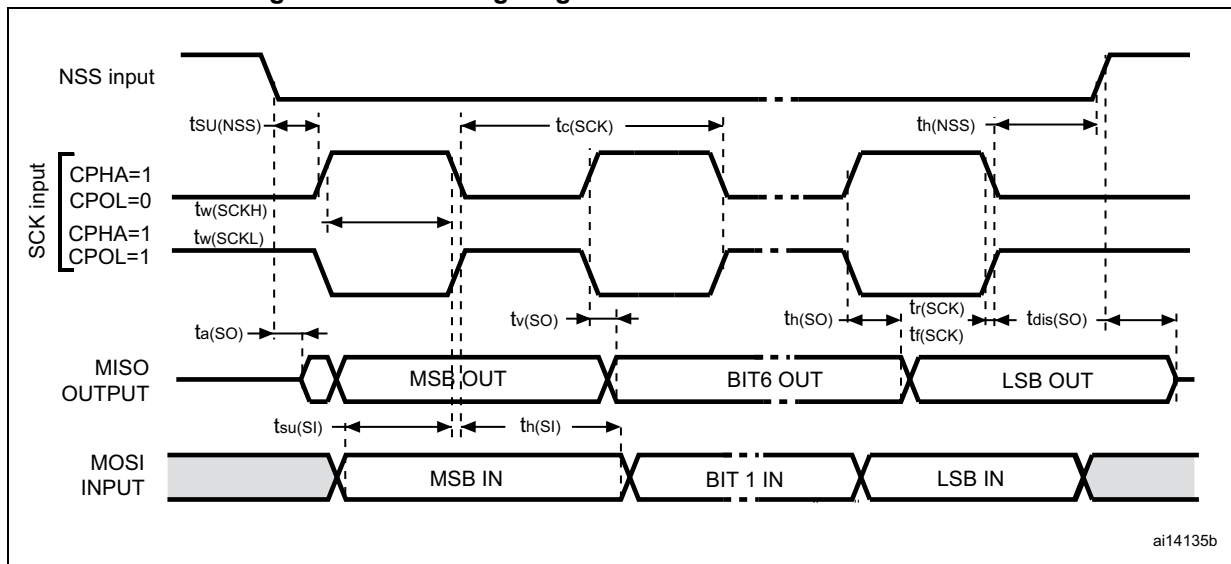 NSS input
tSU(NSS)
tc(SCK)
th(NSS)
SCK input
CPHA=1
CPOL=0
tw(SCKH)
CPHA=1
tw(SCKL)
CPOL=1
ta(SO)
tv(SO)
th(SO)
tr(SCK)
tf(SCK)
tdis(SO)
MISO
OUTPUT
MSB OUT
BIT6 OUT
LSB OUT
tsu(SI)
th(SI)
MOSI
INPUT
MSB IN
BIT 1 IN
LSB IN
ai14135b